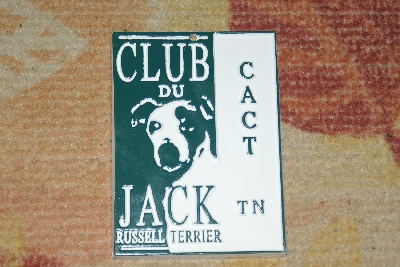 CLUB
DU
JACK
RUSSELL TERRIER
CACT
TN